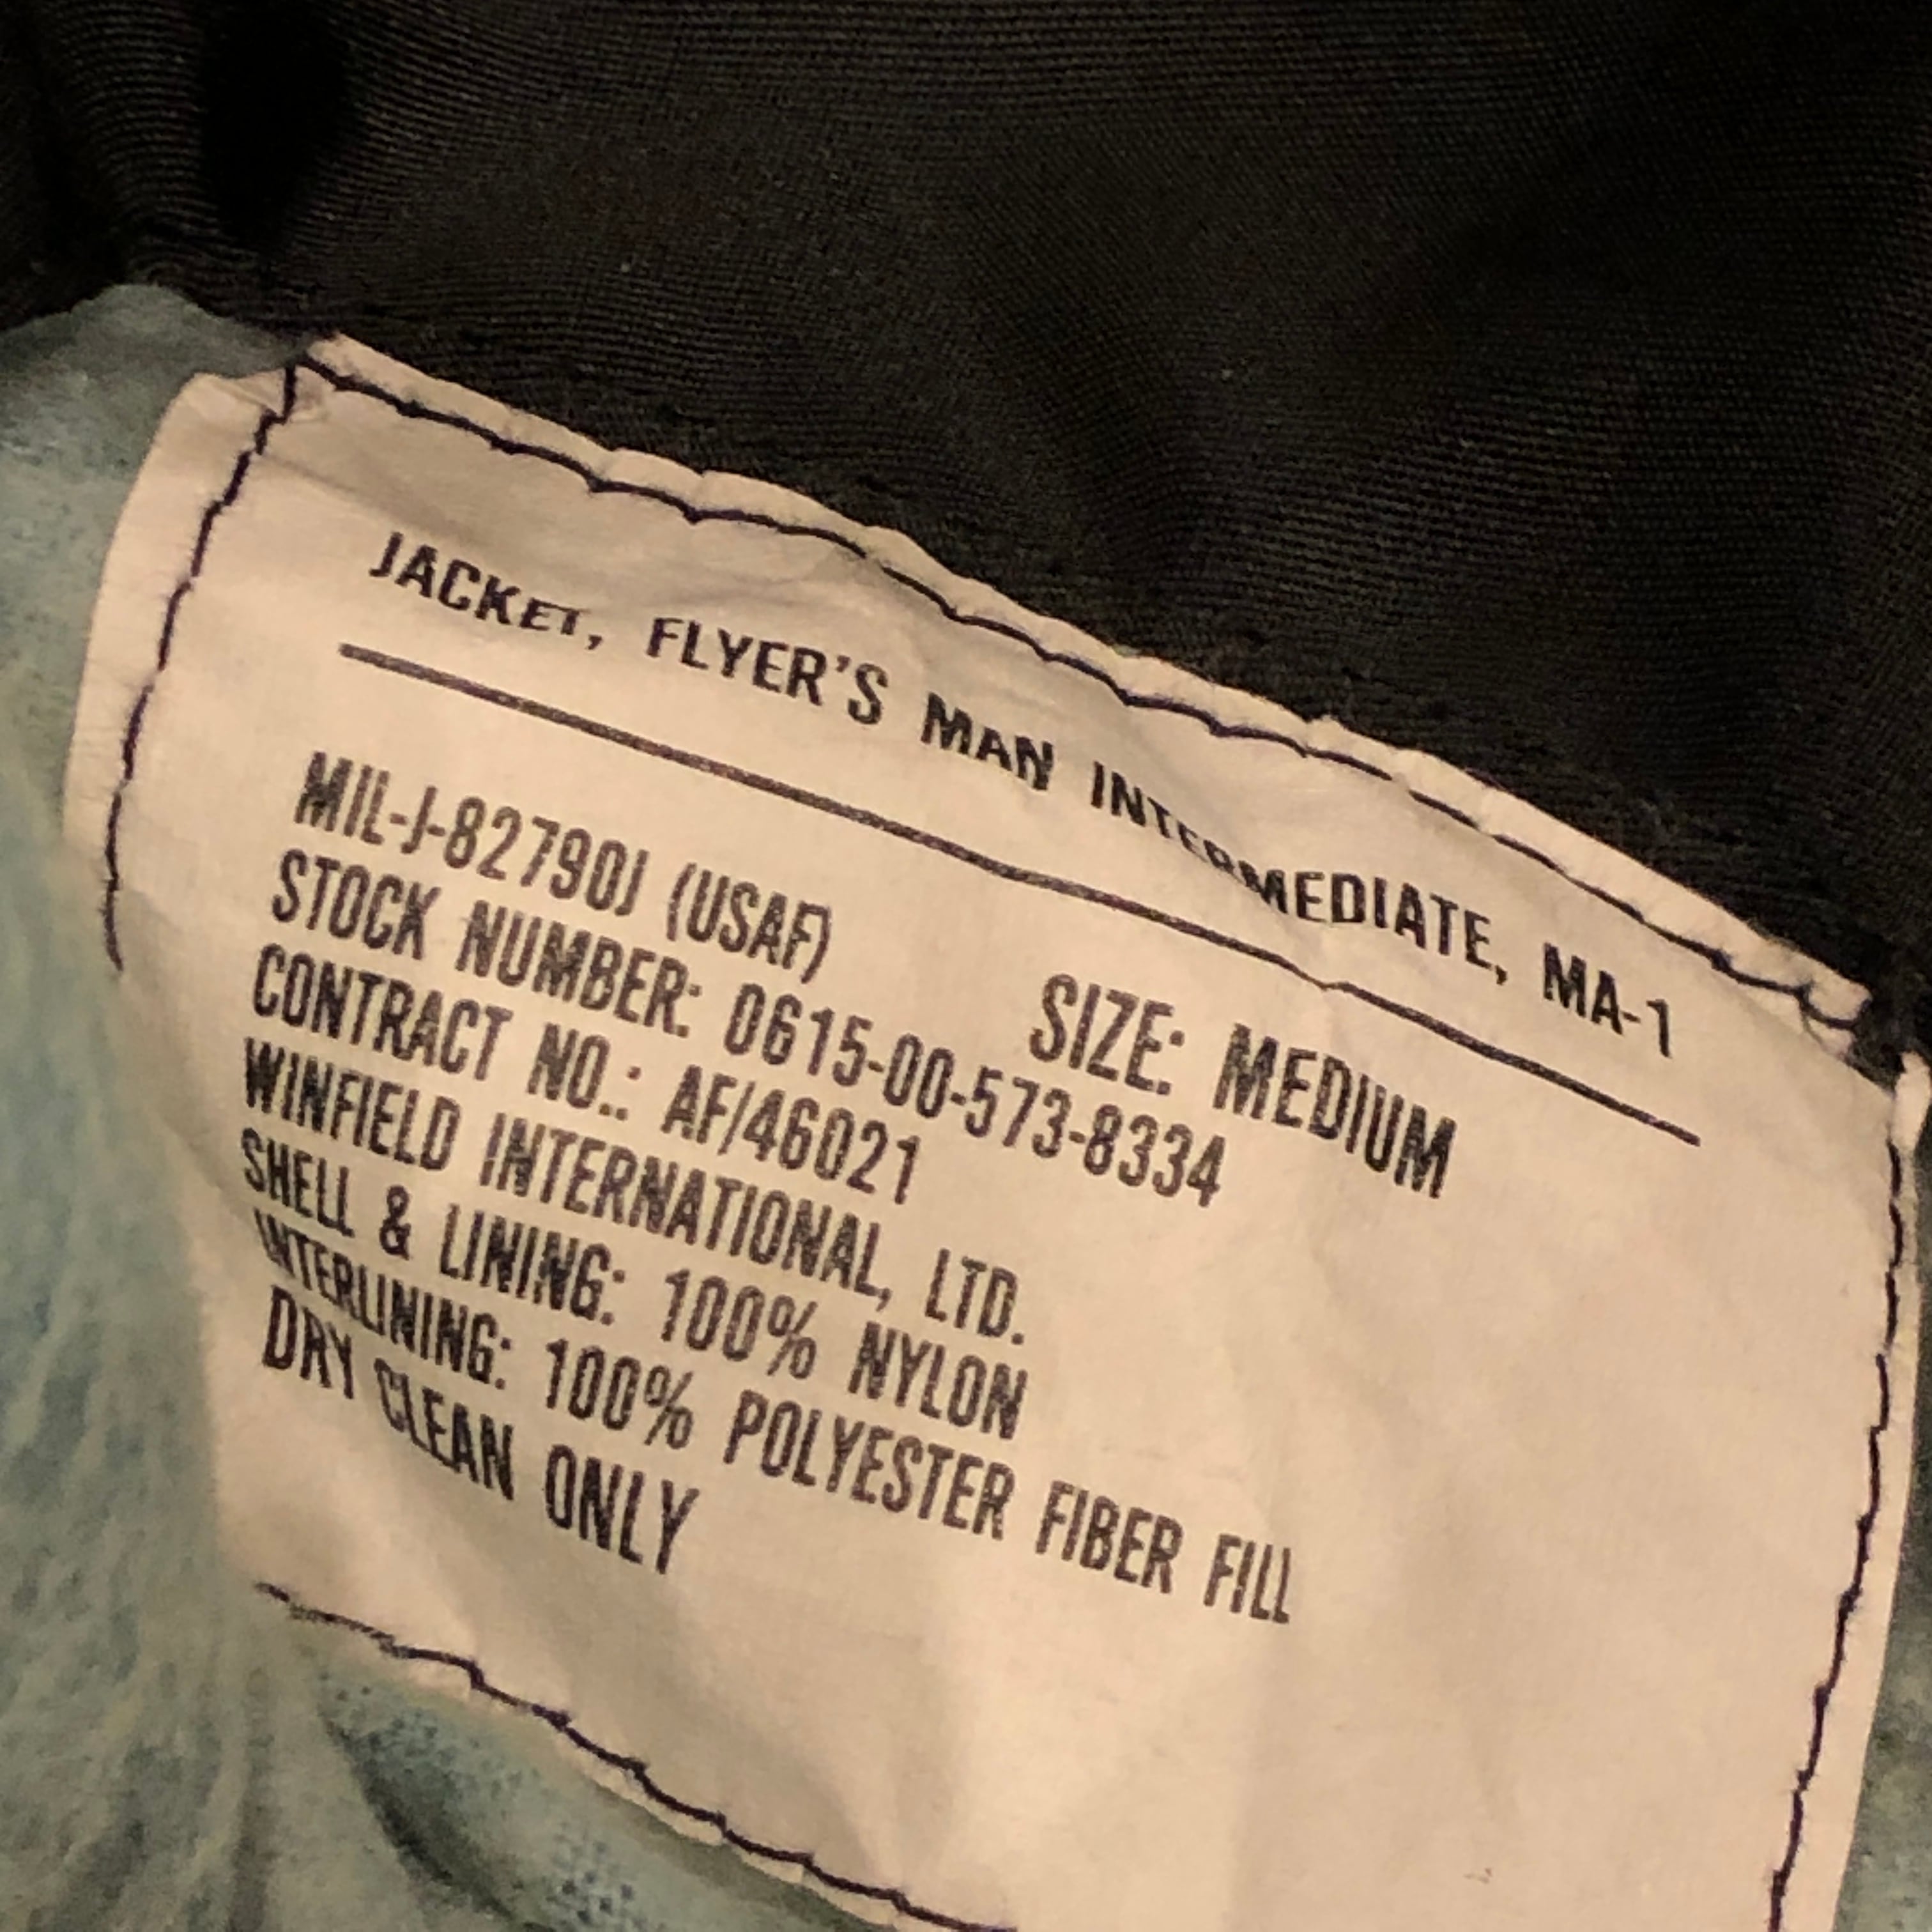 JACKET, FLYER'S MAN INTERMEDIATE, MA-1
MIL-J-82790J (USAF)
SIZE: MEDIUM
STOCK NUMBER: 0615-00-573-8334
CONTRACT NO.: AF/46021
WINFIELD INTERNATIONAL, LTD.
SHELL & LINING: 100% NYLON
INTERLINING: 100% POLYESTER FIBER FILL
DRY CLEAN ONLY